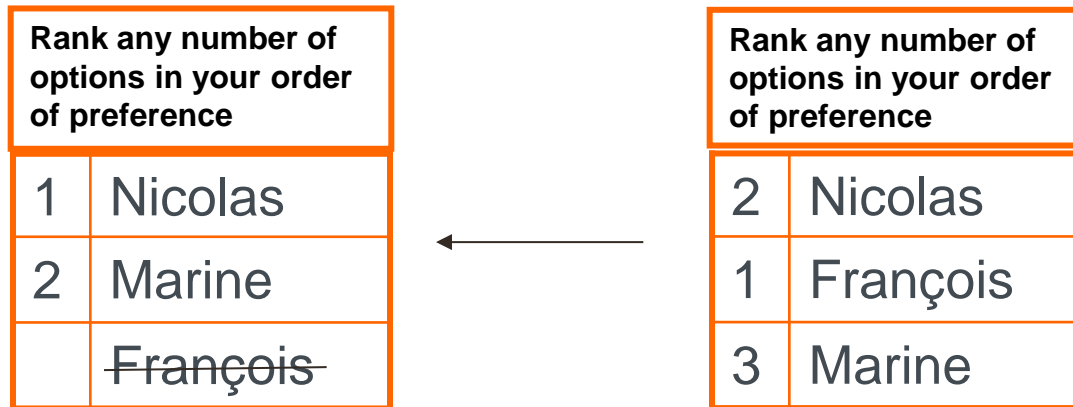 Rank any number of
options in your order
of preference
1 Nicolas
2 Marine
François
Rank any number of
options in your order
of preference
2 Nicolas
1 François
3 Marine